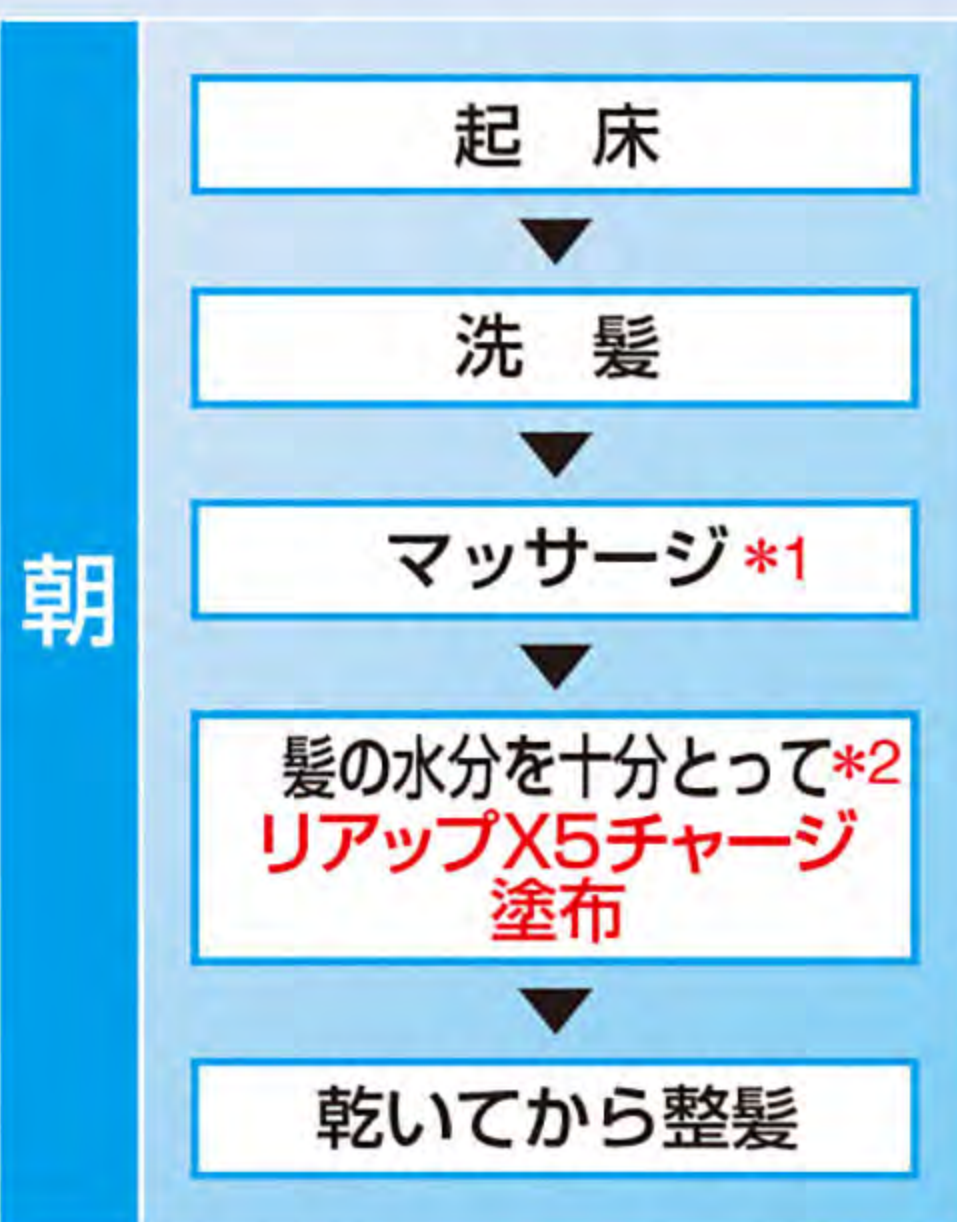 朝
起 床
洗 髪
マッサージ*1
髪の水分を十分とって*2
リアップX5チャージ
塗布
乾いてから整髪